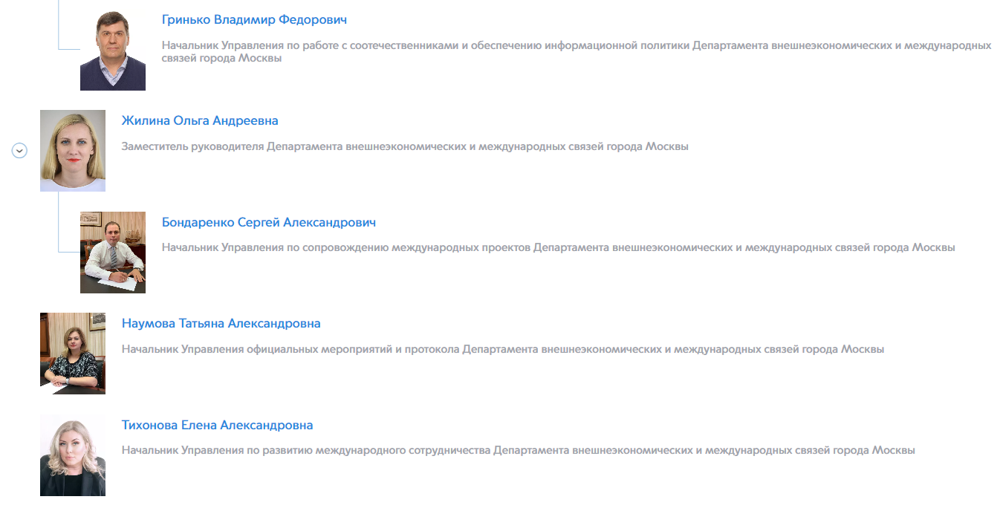 Гринько Владимир Федорович
Начальник Управления по работе с соотечественниками и обеспечению информационной политики Департамента внешнеэкономических и международных
связей города Москвы
Жилина Ольга Андреевна
Заместитель руководителя Департамента внешнеэкономических и международных связей города Москвы
Бондаренко Сергей Александрович
Начальник Управления по сопровождению международных проектов Департамента внешнеэкономических и международных связей города Москвы
Наумова Татьяна Александровна
Начальник Управления официальных мероприятий и протокола Департамента внешнеэкономических и международных связей города Москвы
Тихонова Елена Александровна
Начальник Управления по развитию международного сотрудничества Департамента внешнеэкономических и международных связей города Москвы